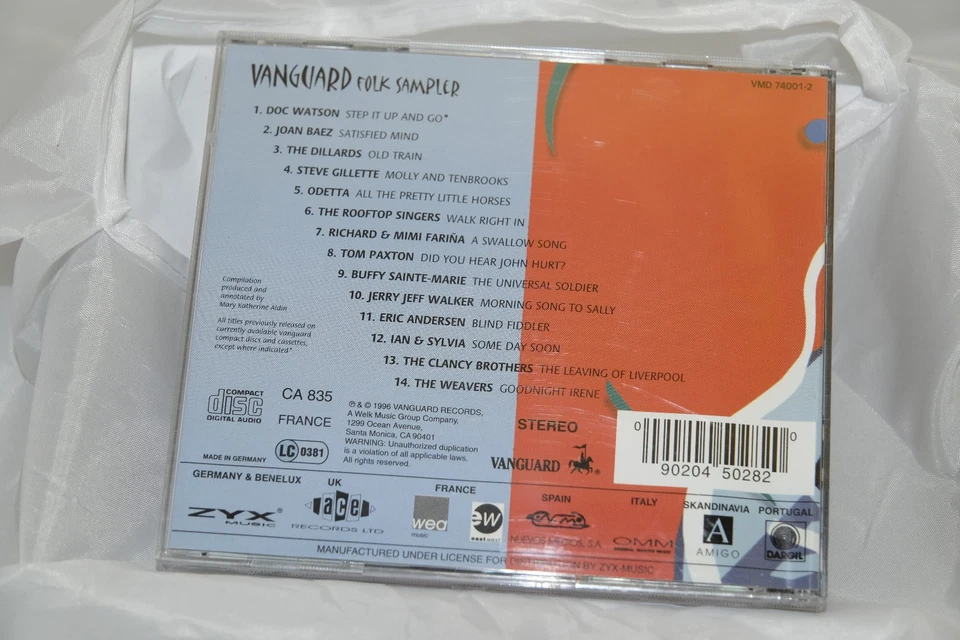 VANGUARD FOLK SAMPLER
VMD 74001-2
1. DOC WATSON STEP IT UP AND GO*
2. JOAN BAEZ SATISFIED MIND
3. THE DILLARDS OLD TRAIN
4. STEVE GILLETTE MOLLY AND TENBROOKS
5. ODETTA ALL THE PRETTY LITTLE HORSES
6. THE ROOFTOP SINGERS WALK RIGHT IN
7. RICHARD & MIMI FARIÑA A SWALLOW SONG
8. TOM PAXTON DID YOU HEAR JOHN HURT?
9. BUFFY SAINTE-MARIE THE UNIVERSAL SOLDIER
10. JERRY JEFF WALKER MORNING SONG TO SALLY
11. ERIC ANDERSEN BLIND FIDDLER
12. IAN & SYLVIA SOME DAY SOON
13. THE CLANCY BROTHERS THE LEAVING OF LIVERPOOL
14. THE WEAVERS GOODNIGHT IRENE
Compilation
produced and
annotated by
Mary Katherine Aldin
All titles previously released on
currently available vanguard
compact discs and cassettes,
except where indicated*
COMPACT
disc
DIGITAL AUDIO
CA 835
FRANCE
MADE IN GERMANY
LC 0381
℗ & © 1996 VANGUARD RECORDS,
A Welk Music Group Company,
1299 Ocean Avenue,
Santa Monica, CA 90401
WARNING: Unauthorized duplication
is a violation of all applicable laws.
All rights reserved.
STEREO
VANGUARD ®
0 90204 50282 0
GERMANY & BENELUX
ZYX
MUSIC
UK
ace
RECORDS LTD
FRANCE
wea
music
ew
east west
SPAIN
NUEVOS MEDIOS, S.A.
ITALY
OMM
SKANDINAVIA
A
AMIGO
PORTUGAL
DARGIL
MANUFACTURED UNDER LICENSE FOR DISTRIBUTION BY ZYX-MUSIC